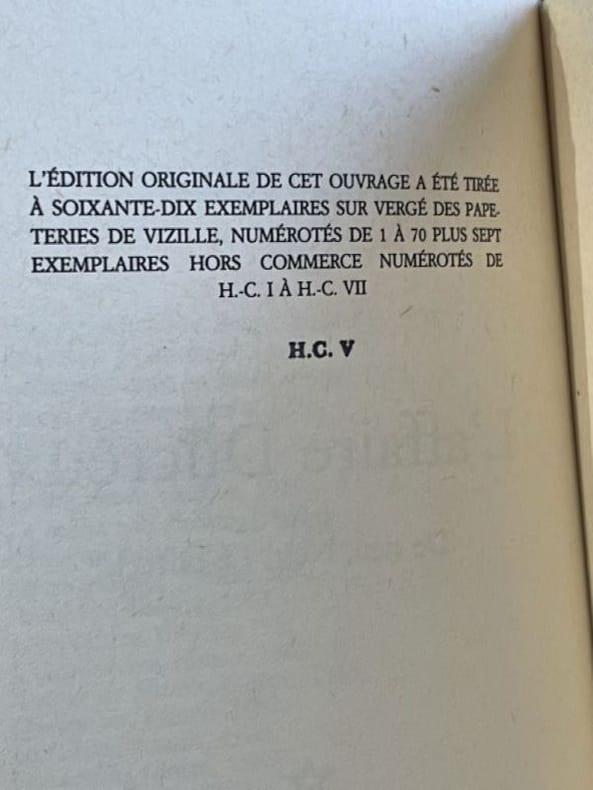 L'ÉDITION ORIGINALE DE CET OUVRAGE A ÉTÉ TIRÉE
À SOIXANTE-DIX EXEMPLAIRES SUR VERGÉ DES PAPE-
TERIES DE VIZILLE, NUMÉROTÉS DE 1 À 70 PLUS SEPT
EXEMPLAIRES HORS COMMERCE NUMÉROTÉS DE
H.-C. I À H.-C. VII
H.C. V
L'affaire